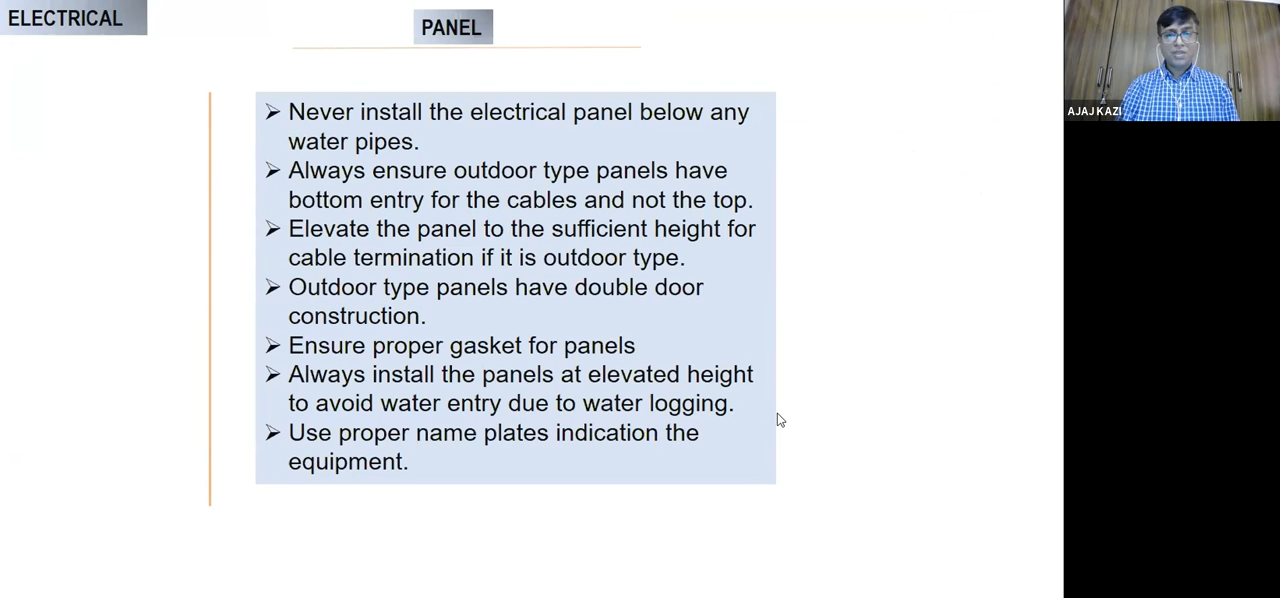 ELECTRICAL
PANEL
➢ Never install the electrical panel below any
water pipes.
➢ Always ensure outdoor type panels have
bottom entry for the cables and not the top.
➢ Elevate the panel to the sufficient height for
cable termination if it is outdoor type.
➢ Outdoor type panels have double door
construction.
➢ Ensure proper gasket for panels
➢ Always install the panels at elevated height
to avoid water entry due to water logging.
➢ Use proper name plates indication the
equipment.
AJAJ KAZI